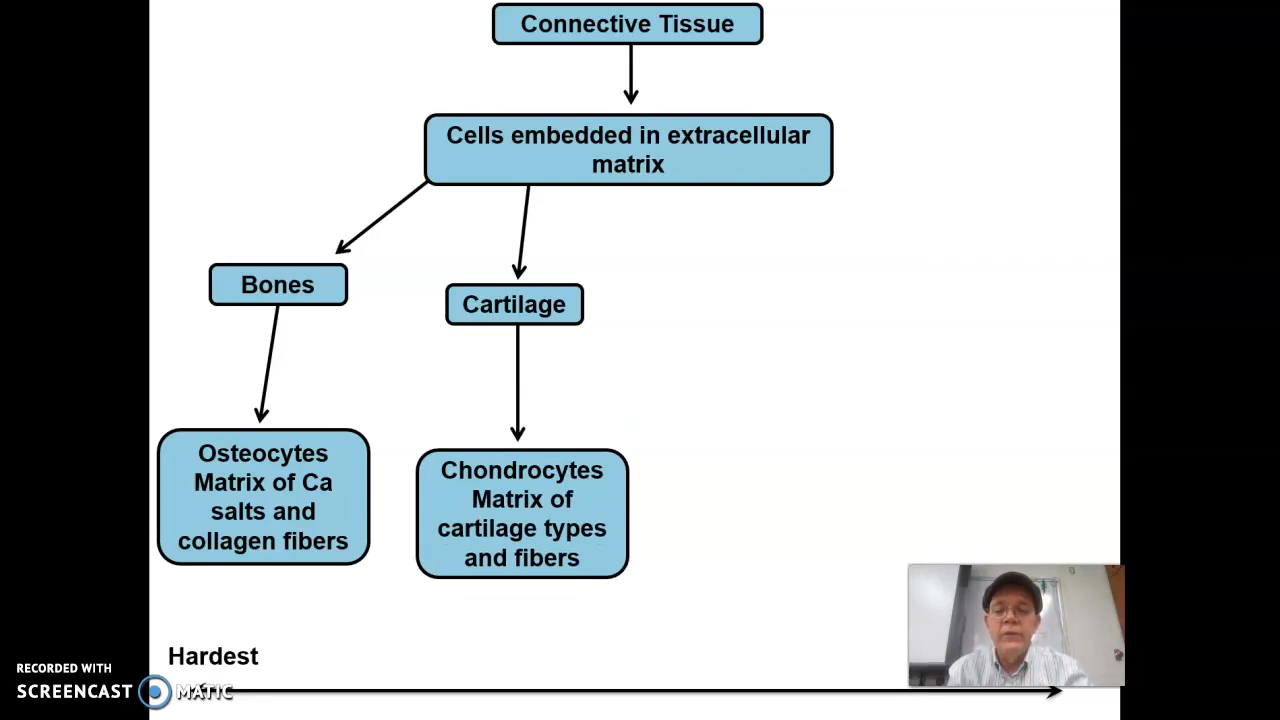 Connective Tissue
Cells embedded in extracellular
matrix
Bones
Cartilage
Osteocytes
Matrix of Ca
salts and
collagen fibers
Chondrocytes
Matrix of
cartilage types
and fibers
Hardest
RECORDED WITH
SCREENCAST MATIC